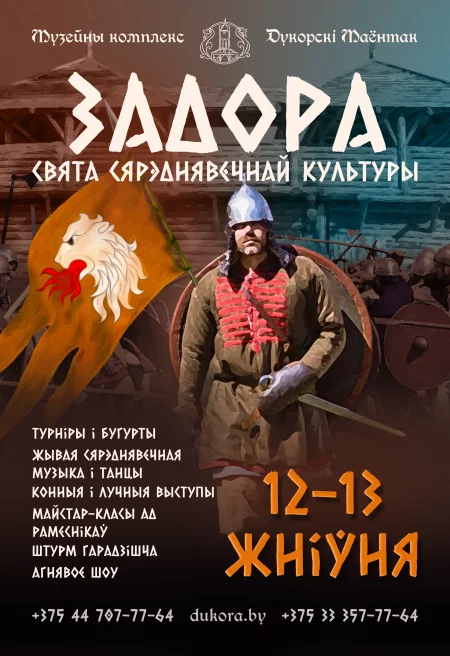 Музейны комплекс Дукорскі Маёнтак
ЗАДОРА
СВЯТА СЯРЭДНЯВЕЧНАЙ КУЛЬТУРЫ
ТУРНІРЫ І БУГУРТЫ
ЖЫВАЯ СЯРЭДНЯВЕЧНАЯ
МУЗЫКА І ТАНЦЫ
КОННЫЯ І ЛУЧНЫЯ ВЫСТУПЫ
МАЙСТАР-КЛАСЫ АД
РАМЕСНІКАЎ
ШТУРМ ГАРАДЗІШЧА
АГНЯВОЕ ШОУ
12-13
ЖНІЎНЯ
+375 44 707-77-64 dukora.by +375 33 357-77-64